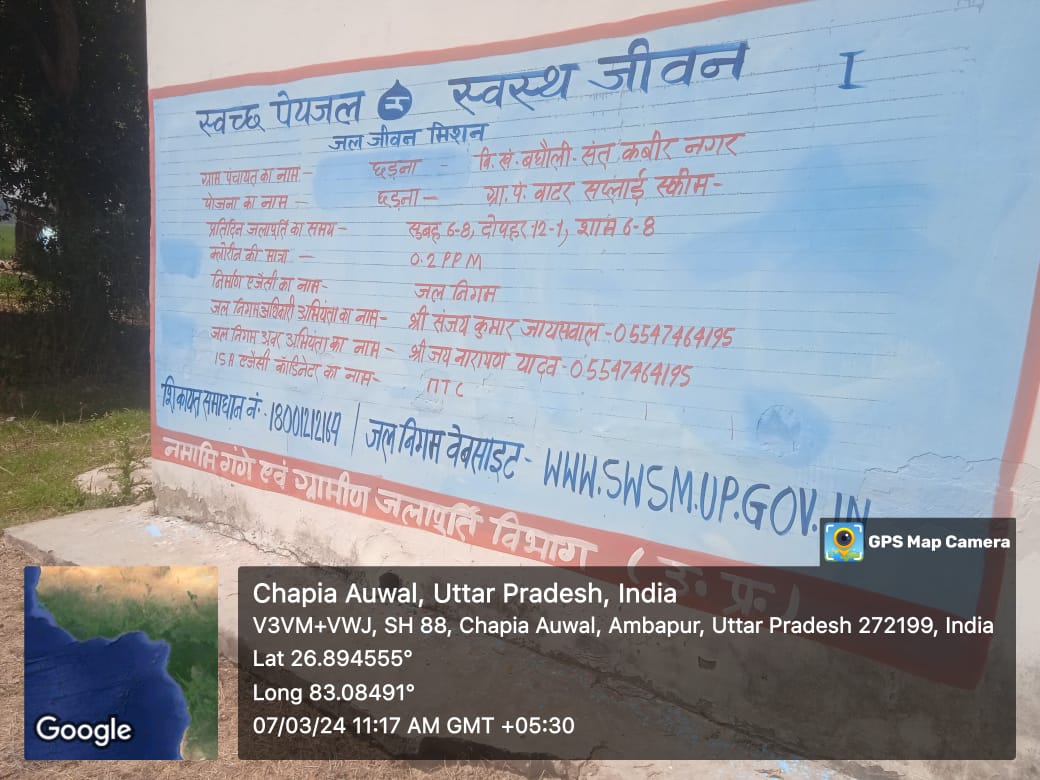 स्वच्छ पेयजल स्वस्थ जीवन I
जल जीवन मिशन
ग्राम पंचायत का नाम - छड़ना - वि.खं. बघौली - संत कबीर नगर
योजना का नाम - छड़ना - ग्रा.पं. वाटर सप्लाई स्कीम -
प्रतिदिन जलापूर्ति का समय - सुबह 6-8, दोपहर 12-1, शाम 6-8
क्लोरीन की मात्रा - 0.2 PPM
निर्माण एजेंसी का नाम - जल निगम
जल निगम अधिशासी अभियंता का नाम - श्री संजय कुमार जायसवाल - 05547464195
जल निगम अवर अभियंता का नाम - श्री जय नारायण यादव - 05547464195
ISA एजेंसी कॉर्डिनेटर का नाम - ПТС
शिकायत समाधान नं. - 18001212164 | जल निगम वेबसाइट - WWW.SWSM.UP.GOV.IN
नमामि गंगे एवं ग्रामीण जलापूर्ति विभाग (उ. प्र.)
GPS Map Camera
Chapia Auwal, Uttar Pradesh, India
V3VM+VWJ, SH 88, Chapia Auwal, Ambapur, Uttar Pradesh 272199, India
Lat 26.894555°
Long 83.08491°
07/03/24 11:17 AM GMT +05:30
Google